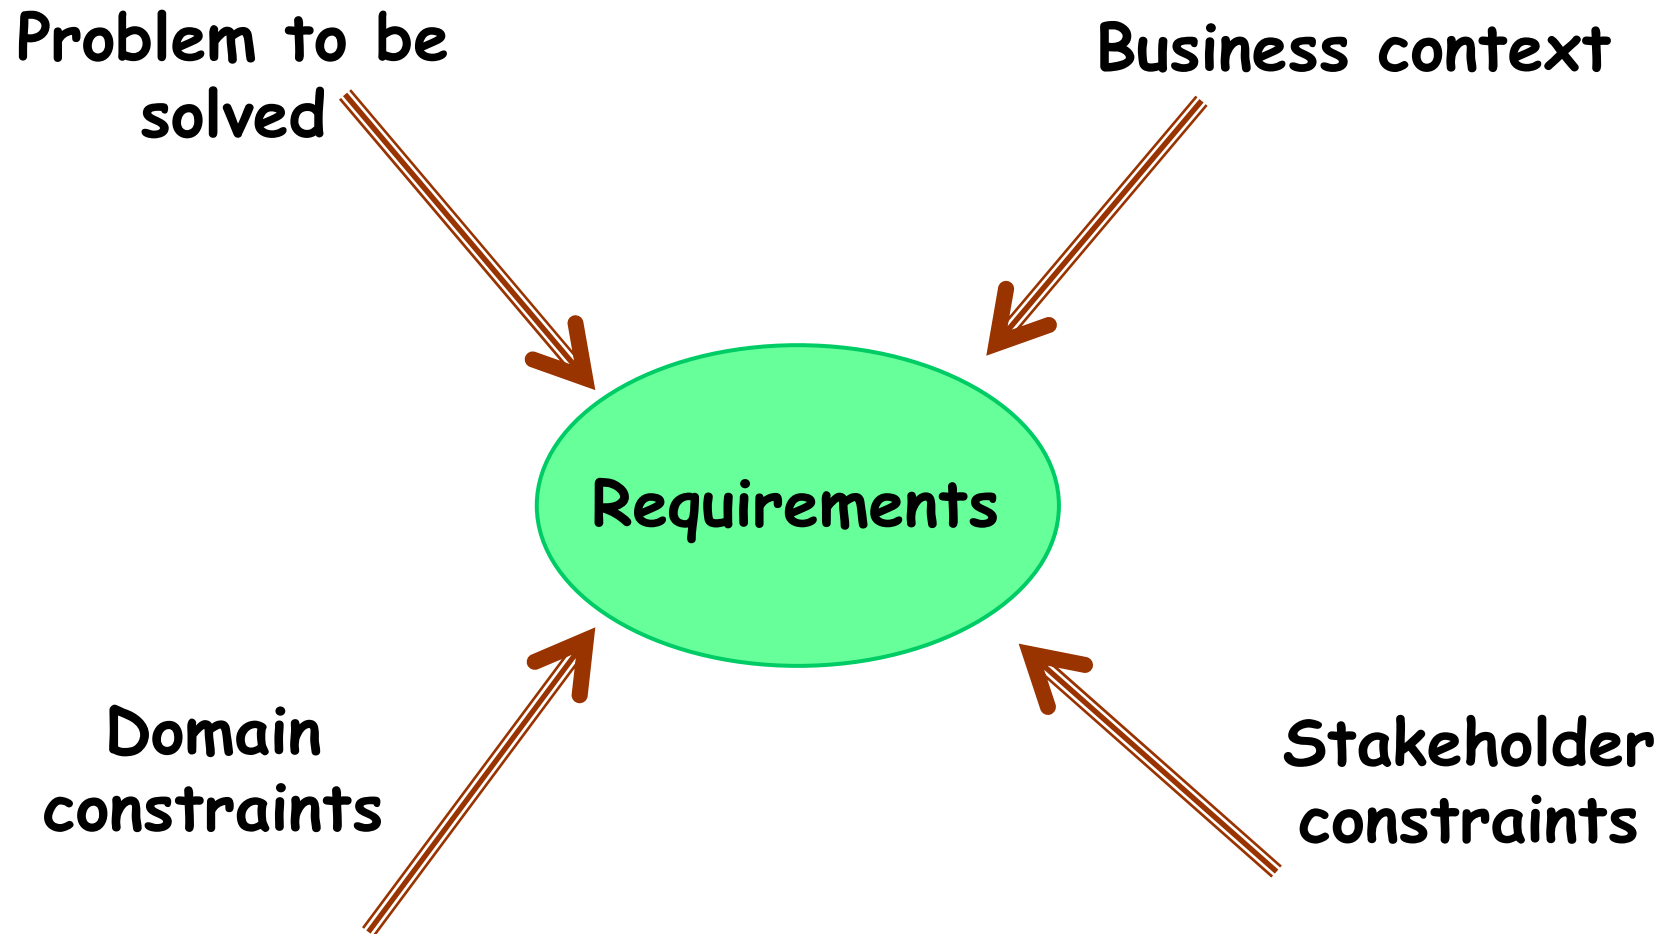 Problem to be
solved
Business context
Requirements
Domain
constraints
Stakeholder
constraints